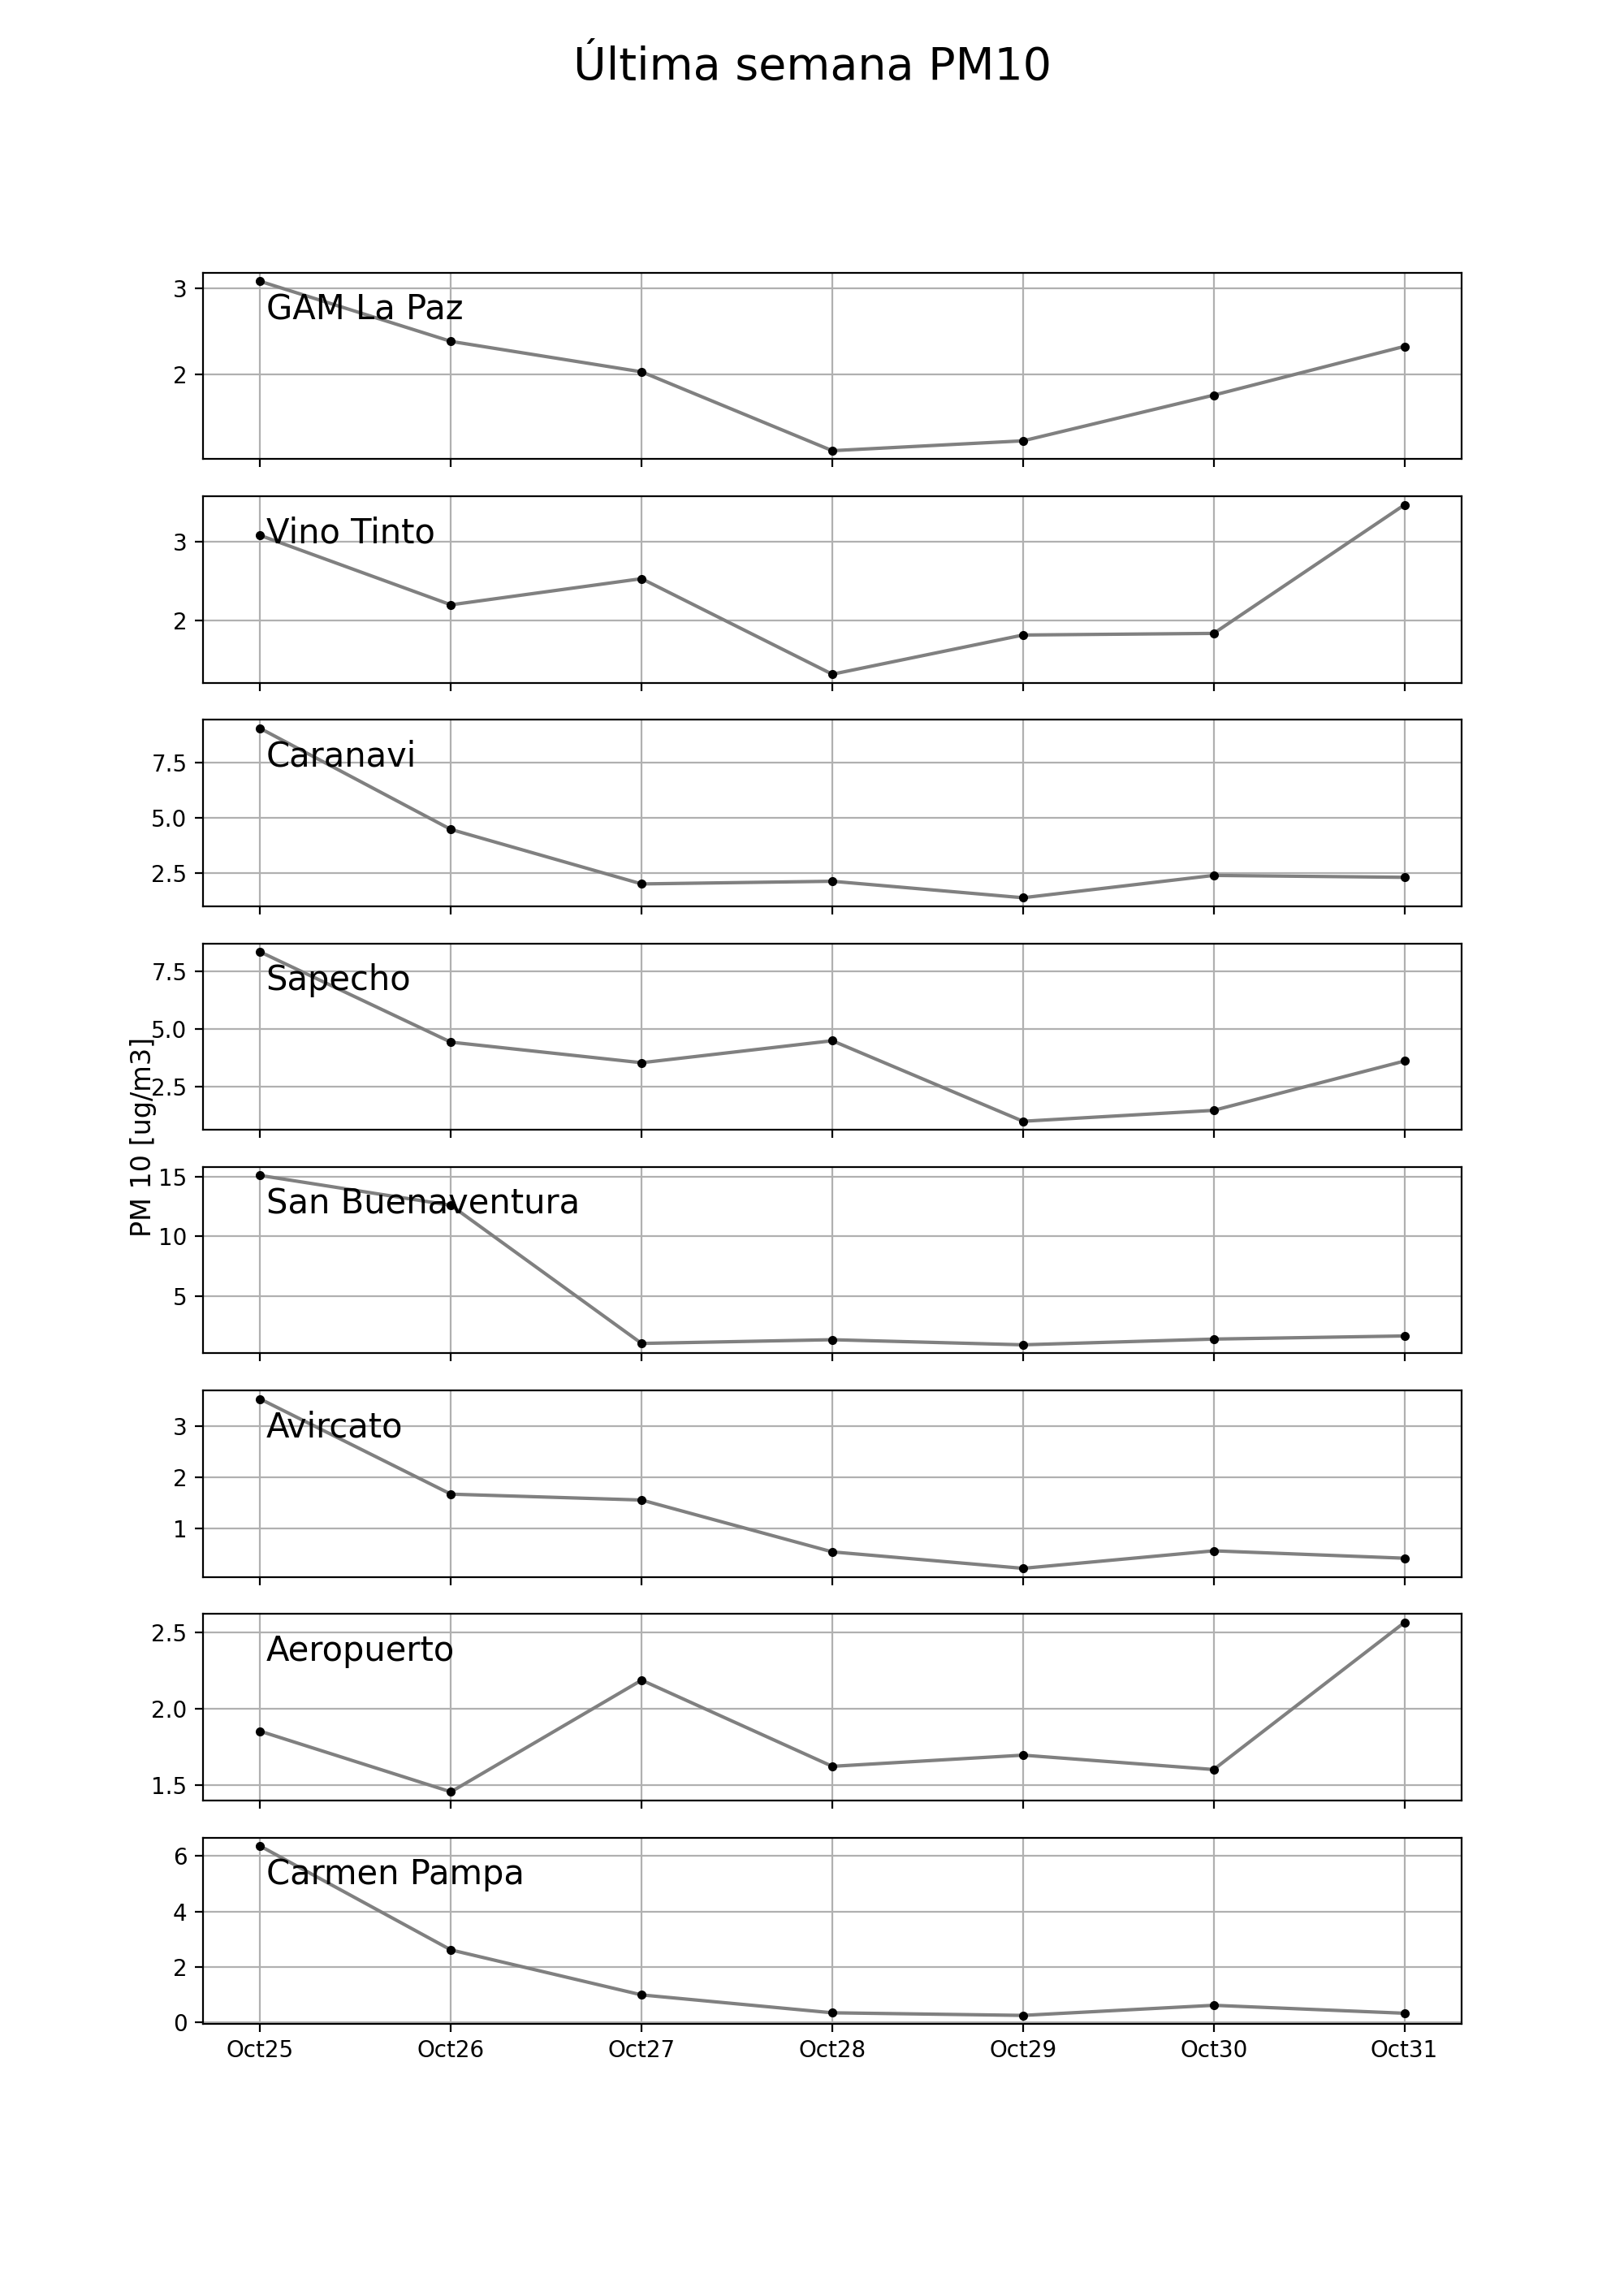 Última semana PM10
3
GAM La Paz
2
Vino Tinto
3
2
Caranavi
7.5
5.0
2.5
Sapecho
7.5
5.0
2.5
PM 10 [ug/m3]
15
San Buenaventura
10
5
Avircato
3
2
1
2.5
Aeropuerto
2.0
1.5
6
Carmen Pampa
4
2
0
Oct25 Oct26 Oct27 Oct28 Oct29 Oct30 Oct31